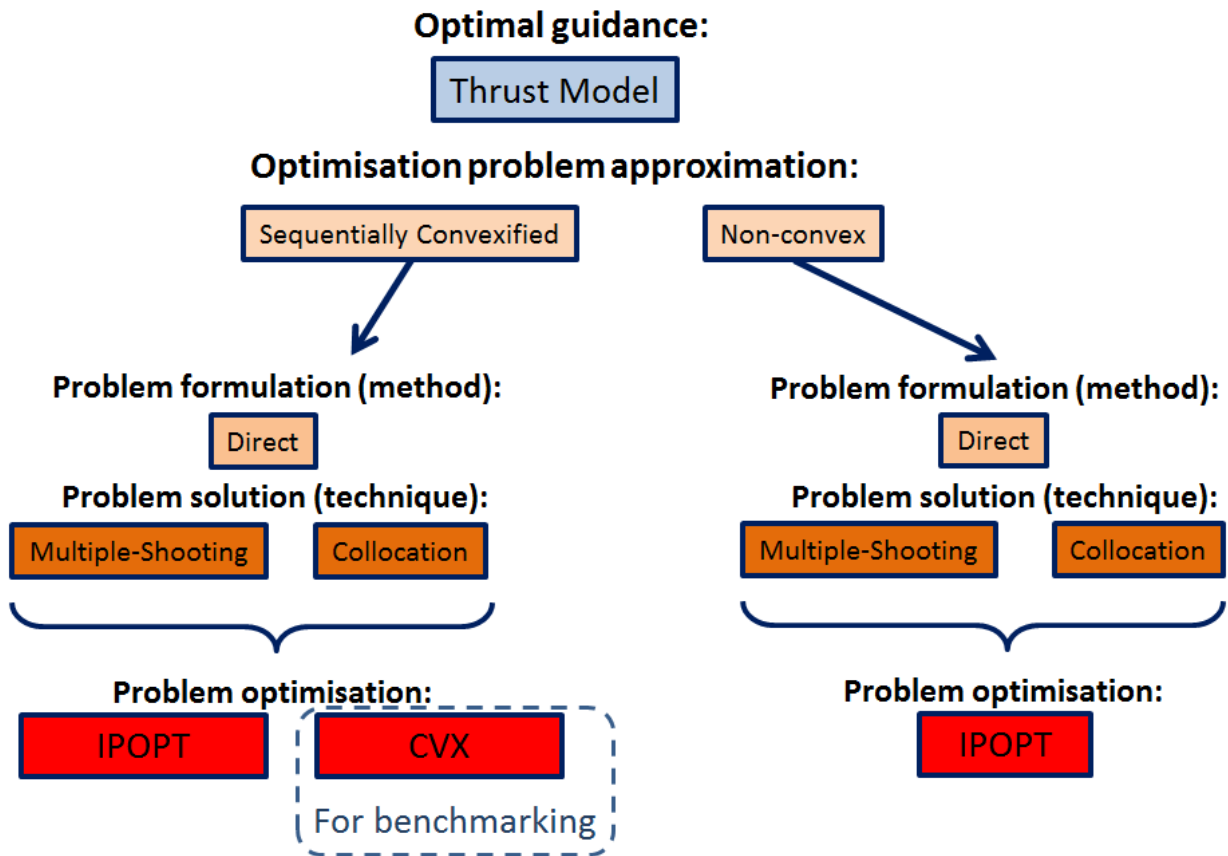 Optimal guidance:
Thrust Model
Optimisation problem approximation:
Sequentially Convexified
Non-convex
Problem formulation (method):
Direct
Problem solution (technique):
Multiple-Shooting
Collocation
Problem optimisation:
IPOPT
CVX
For benchmarking
Problem formulation (method):
Direct
Problem solution (technique):
Multiple-Shooting
Collocation
Problem optimisation:
IPOPT